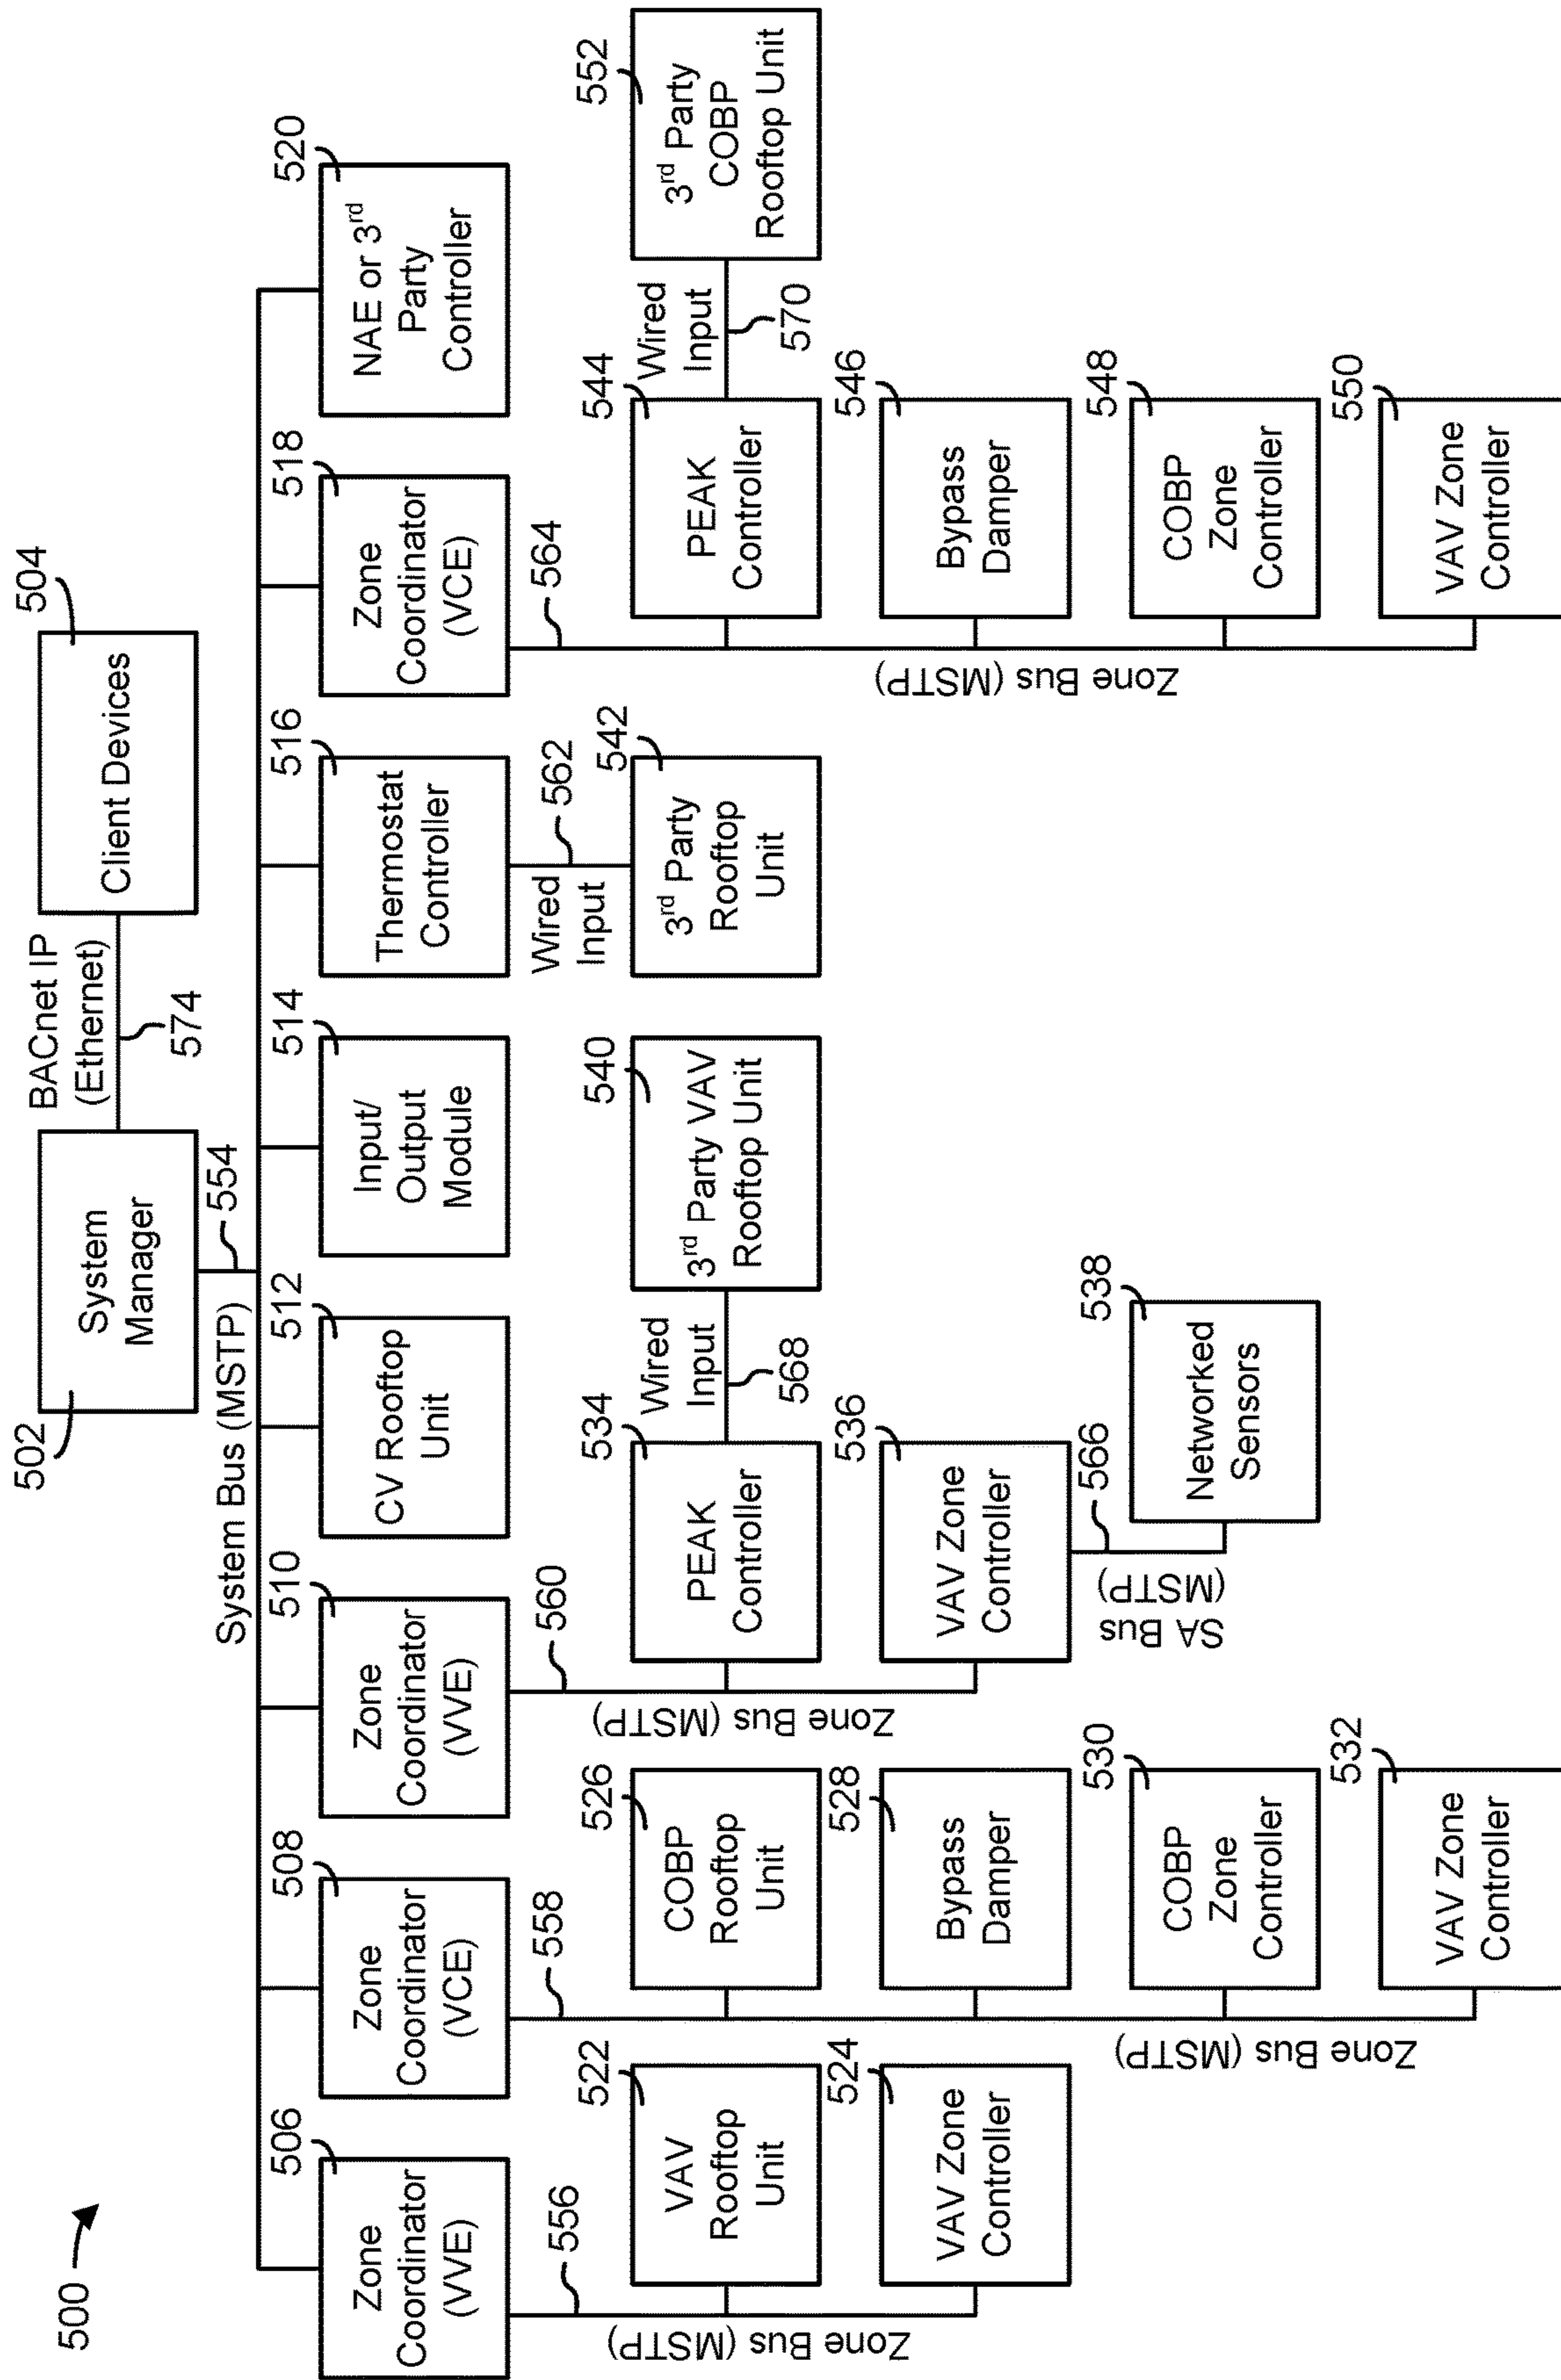 500
504
Client Devices
BACnet IP
(Ethernet)
574
502
System
Manager
554
System Bus (MSTP)
506
Zone
Coordinator
(VVE)
508
Zone
Coordinator
(VCE)
510
Zone
Coordinator
(VVE)
512
CV Rooftop
Unit
514
Input/
Output
Module
516
Thermostat
Controller
518
Zone
Coordinator
(VCE)
520
NAE or 3rd
Party
Controller
556
Zone Bus (MSTP)
522
VAV
Rooftop
Unit
524
VAV Zone
Controller
558
Zone Bus (MSTP)
526
COBP
Rooftop
Unit
528
Bypass
Damper
530
COBP
Zone
Controller
532
VAV Zone
Controller
560
Zone Bus (MSTP)
534
PEAK
Controller
Wired
Input
568
540
3rd Party VAV
Rooftop Unit
536
VAV Zone
Controller
566
SA Bus
(MSTP)
538
Networked
Sensors
Wired
Input
562
542
3rd Party
Rooftop
Unit
564
Zone Bus (MSTP)
544
PEAK
Controller
Wired
Input
570
552
3rd Party
COBP
Rooftop Unit
546
Bypass
Damper
548
COBP
Zone
Controller
550
VAV Zone
Controller